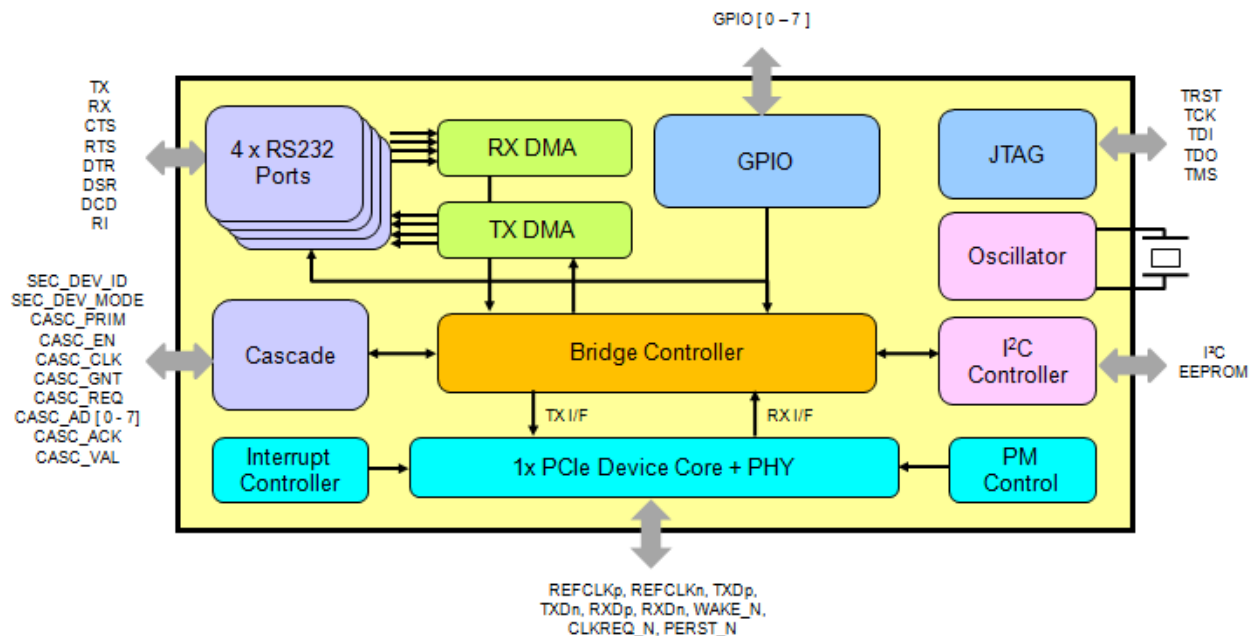 GPIO [ 0 – 7 ]
TX
RX
CTS
RTS
DTR
DSR
DCD
RI
4 x RS232
Ports
RX DMA
TX DMA
GPIO
JTAG
TRST
TCK
TDI
TDO
TMS
Oscillator
SEC_DEV_ID
SEC_DEV_MODE
CASC_PRIM
CASC_EN
CASC_CLK
CASC_GNT
CASC_REQ
CASC_AD [ 0 - 7 ]
CASC_ACK
CASC_VAL
Cascade
Bridge Controller
I²C
Controller
I²C
EEPROM
TX I/F
RX I/F
Interrupt
Controller
1x PCIe Device Core + PHY
PM
Control
REFCLKp, REFCLKn, TXDp,
TXDn, RXDp, RXDn, WAKE_N,
CLKREQ_N, PERST_N